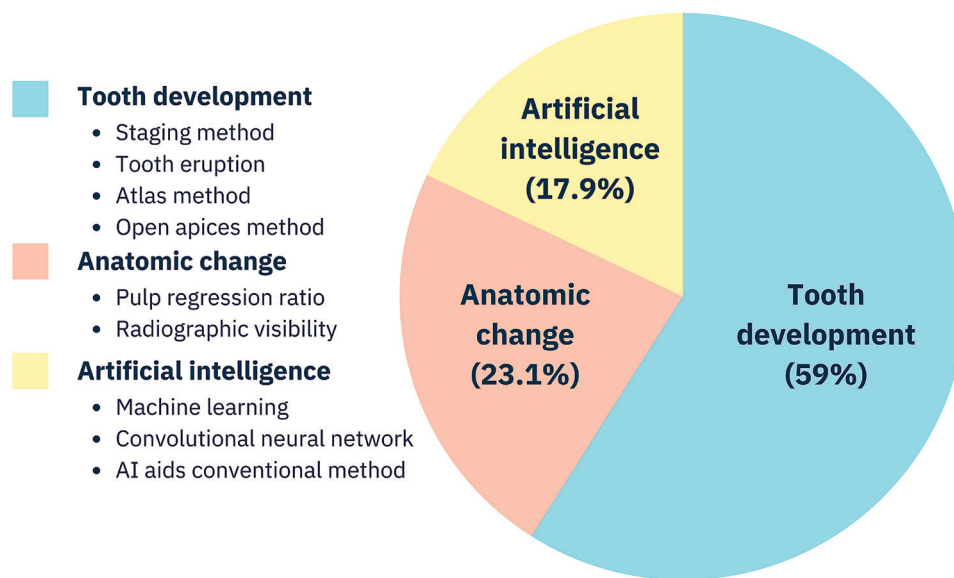 Tooth development
• Staging method
• Tooth eruption
• Atlas method
• Open apices method
Anatomic change
• Pulp regression ratio
• Radiographic visibility
Artificial intelligence
• Machine learning
• Convolutional neural network
• AI aids conventional method
Artificial
intelligence
(17.9%)
Anatomic
change
(23.1%)
Tooth
development
(59%)